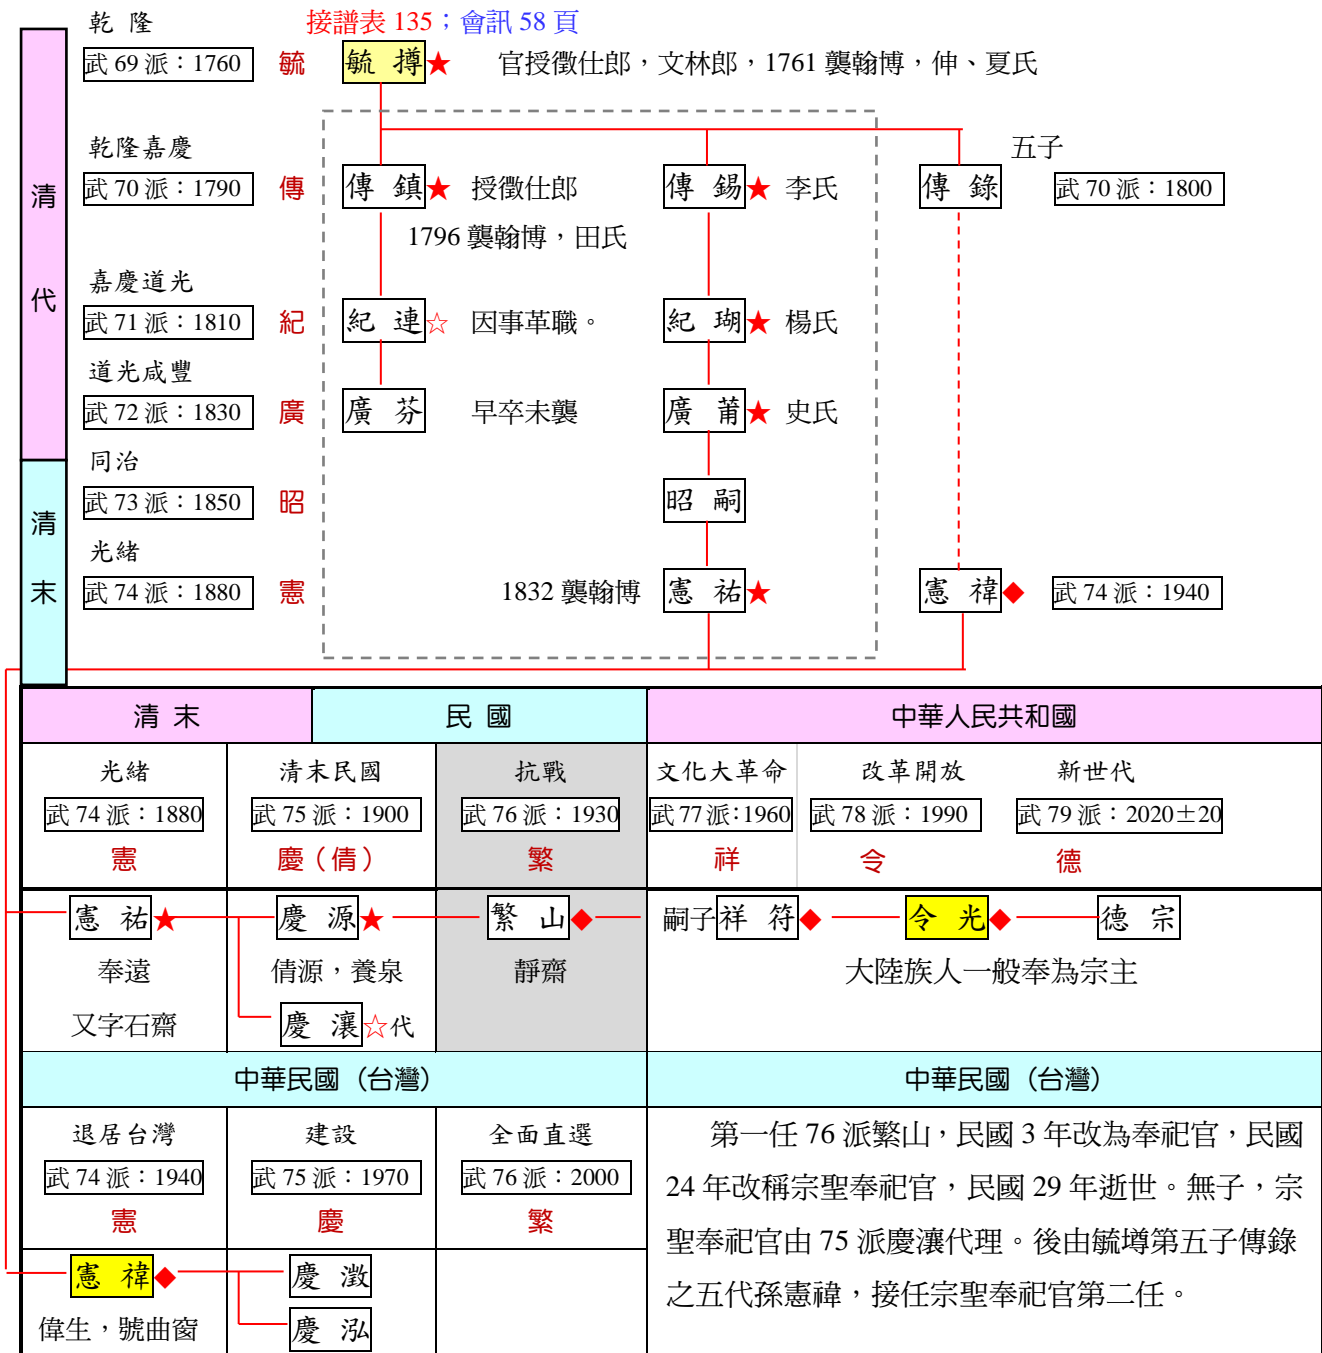 乾 隆 接譜表 135；會訊 58 頁
武 69 派：1760 毓 毓 摶★ 官授徵仕郎，文林郎，1761 襲翰博，仲、夏氏
乾隆嘉慶 五子
清 武 70 派：1790 傳 傳 鎮★ 授徵仕郎 傳 錫★ 李氏 傳 錄 武 70 派：1800
1796 襲翰博，田氏
嘉慶道光
代 武 71 派：1810 紀 紀 連☆ 因事革職。 紀 瑚★ 楊氏
道光咸豐
武 72 派：1830 廣 廣 芬 早卒未襲 廣 莆★ 史氏
同治
清 武 73 派：1850 昭 昭 嗣
光緒
末 武 74 派：1880 憲 1832 襲翰博 憲 祐★ 憲 禕◆ 武 74 派：1940
清 末 民 國 中華人民共和國
光緒 清末民國 抗戰 文化大革命 改革開放 新世代
武 74 派：1880 武 75 派：1900 武 76 派：1930 武 77 派：1960 武 78 派：1990 武 79 派：2020±20
憲 慶（倩） 繁 祥 令 德
憲 祐★ 慶 源★ 繁 山◆ 嗣子祥 符◆ 令 光◆ 德 宗
奉遠 倩源，養泉 靜齋 大陸族人一般奉為宗主
又字石齋 慶 瀼☆代
中華民國（台灣） 中華民國（台灣）
退居台灣 建設 全面直選
武 74 派：1940 武 75 派：1970 武 76 派：2000
憲 慶 繁
憲 禕◆ 慶 澂
偉生，號曲窗 慶 泓
第一任 76 派繁山，民國 3 年改為奉祀官，民國
24 年改稱宗聖奉祀官，民國 29 年逝世。無子，宗
聖奉祀官由 75 派慶瀼代理。後由毓墫第五子傳錄
之五代孫憲禕，接任宗聖奉祀官第二任。